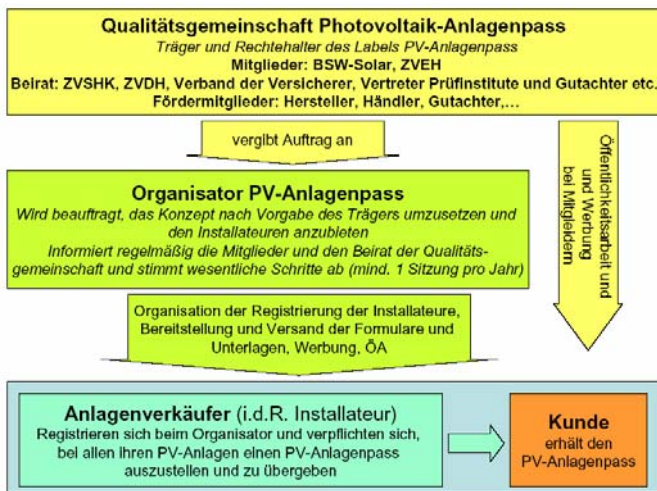 Qualitätsgemeinschaft Photovoltaik-Anlagenpass
Träger und Rechtehalter des Labels PV-Anlagenpass
Mitglieder: BSW-Solar, ZVEH
Beirat: ZVSHK, ZVDH, Verband der Versicherer, Vertreter Prüfinstitute und Gutachter etc.
Fördermitglieder: Hersteller, Händler, Gutachter,…
vergibt Auftrag an
Öffentlichkeitsarbeit und
und Werbung
bei Mitgleidern
Organisator PV-Anlagenpass
Wird beauftragt, das Konzept nach Vorgabe des Trägers umzusetzen und
den Installateuren anzubieten
Informiert regelmäßig die Mitglieder und den Beirat der Qualitäts-
gemeinschaft und stimmt wesentliche Schritte ab (mind. 1 Sitzung pro Jahr)
Organisation der Registrierung der Installateure,
Bereitstellung und Versand der Formulare und
Unterlagen, Werbung, ÖA
Anlagenverkäufer (i.d.R. Installateur)
Registrieren sich beim Organisator und verpflichten sich,
bei allen ihren PV-Anlagen einen PV-Anlagenpass
auszustellen und zu übergeben
Kunde
erhält den
PV-Anlagenpass